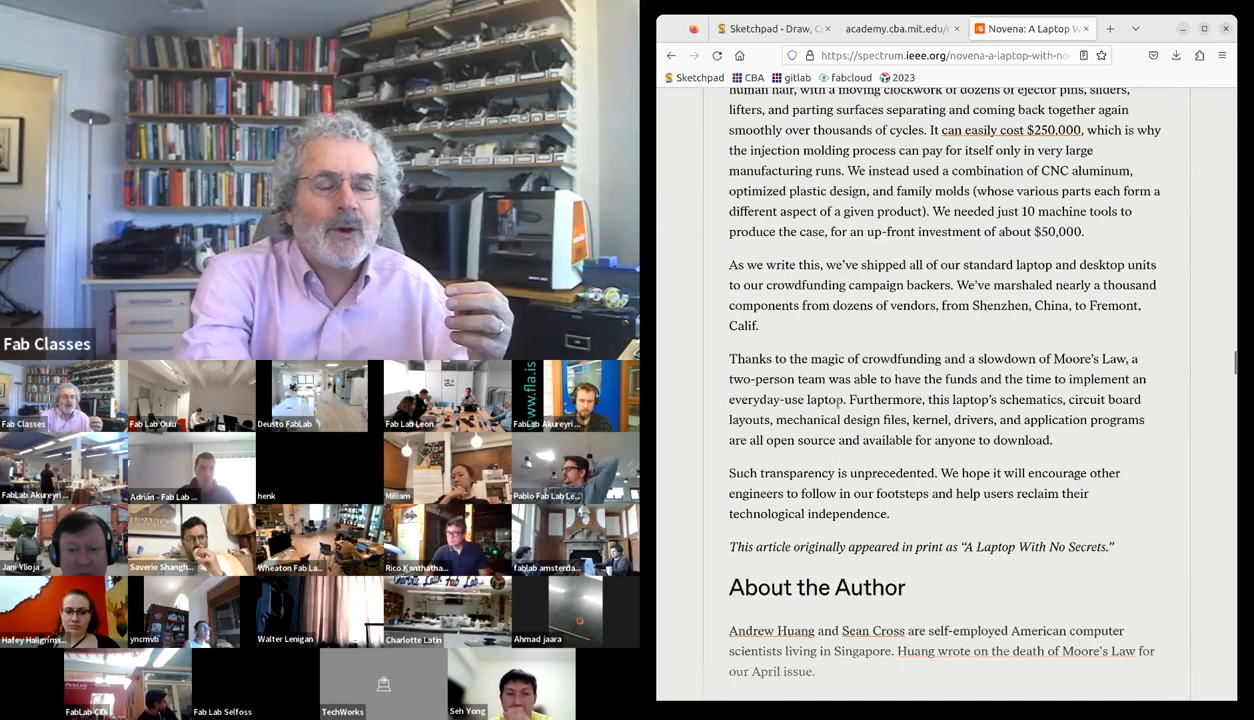 Fab Classes
Fab Classes
Fab Lab Oulu
Deusto FabLab
Fab Lab Leon
FabLab Akureyri ...
www.fla.is
FabLab Akureyri ...
Adrián - Fab Lab ...
henk
Miriam
Pablo Fab Lab Le...
Jani Ylioja
Saverio Shangh...
Wheaton Fab La...
Rico Kanthatha...
fablab amsterda...
Hafey Hallgrims...
yncmvb
Walter Lenigan
Charlotte Latin
Ahmad jaara
Fab Lab Selfoss
TechWorks
Seh Yong
Sketchpad - Draw, C
academy.cba.mit.edu/
Novena: A Laptop W
https://spectrum.ieee.org/novena-a-laptop-with-no-
Sketchpad
CBA
gitlab
fabcloud
2023
human hair, with a moving clockwork of dozens of ejector pins, sliders,
lifters, and parting surfaces separating and coming back together again
smoothly over thousands of cycles. It can easily cost $250,000, which is why
the injection molding process can pay for itself only in very large
manufacturing runs. We instead used a combination of CNC aluminum,
optimized plastic design, and family molds (whose various parts each form a
different aspect of a given product). We needed just 10 machine tools to
produce the case, for an up-front investment of about $50,000.
As we write this, we've shipped all of our standard laptop and desktop units
to our crowdfunding campaign backers. We've marshaled nearly a thousand
components from dozens of vendors, from Shenzhen, China, to Fremont,
Calif.
Thanks to the magic of crowdfunding and a slowdown of Moore's Law, a
two-person team was able to have the funds and the time to implement an
everyday-use laptop. Furthermore, this laptop's schematics, circuit board
layouts, mechanical design files, kernel, drivers, and application programs
are all open source and available for anyone to download.
Such transparency is unprecedented. We hope it will encourage other
engineers to follow in our footsteps and help users reclaim their
technological independence.
This article originally appeared in print as “A Laptop With No Secrets.”
About the Author
Andrew Huang and Sean Cross are self-employed American computer
scientists living in Singapore. Huang wrote on the death of Moore's Law for
our April issue.